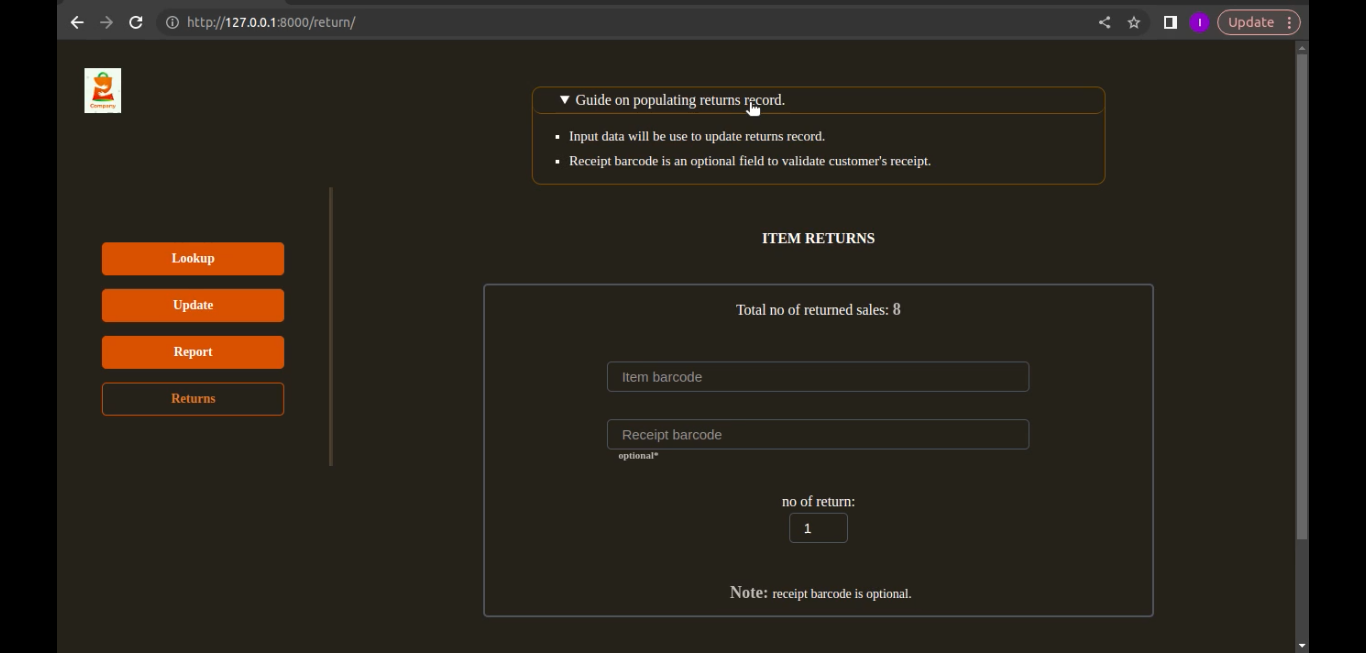 http://127.0.0.1:8000/return/
I
Update
Company
Guide on populating returns record.
Input data will be use to update returns record.
Receipt barcode is an optional field to validate customer's receipt.
ITEM RETURNS
Lookup
Update
Report
Returns
Total no of returned sales: 8
Item barcode
Receipt barcode
optional*
no of return:
1
Note: receipt barcode is optional.